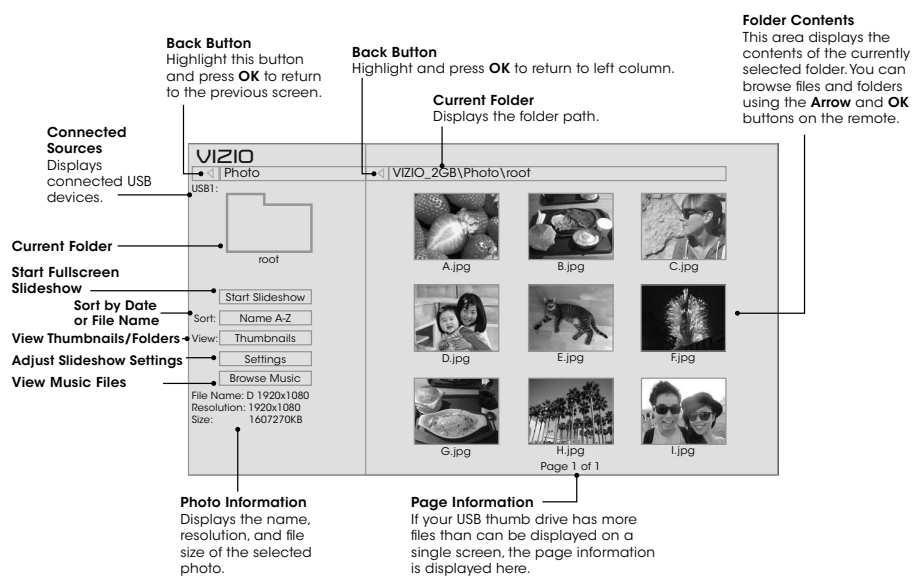 Folder Contents
This area displays the
contents of the currently
selected folder. You can
browse files and folders
using the Arrow and OK
buttons on the remote.
Back Button
Highlight this button
and press OK to return
to the previous screen.
Back Button
Highlight and press OK to return to left column.
Current Folder
Displays the folder path.
Connected
Sources
Displays
connected USB
devices.
VIZIO
Photo
VIZIO_2GB\Photo\root
USB1:
root
Current Folder
Start Fullscreen
Slideshow
Start Slideshow
Sort by Date
or File Name
Sort:
Name A-Z
View Thumbnails/Folders
View:
Thumbnails
Adjust Slideshow Settings
Settings
View Music Files
Browse Music
File Name: D 1920x1080
Resolution: 1920x1080
Size: 1607270KB
A.jpg
B.jpg
C.jpg
D.jpg
E.jpg
F.jpg
G.jpg
H.jpg
I.jpg
Page 1 of 1
Photo Information
Displays the name,
resolution, and file
size of the selected
photo.
Page Information
If your USB thumb drive has more
files than can be displayed on a
single screen, the page information
is displayed here.